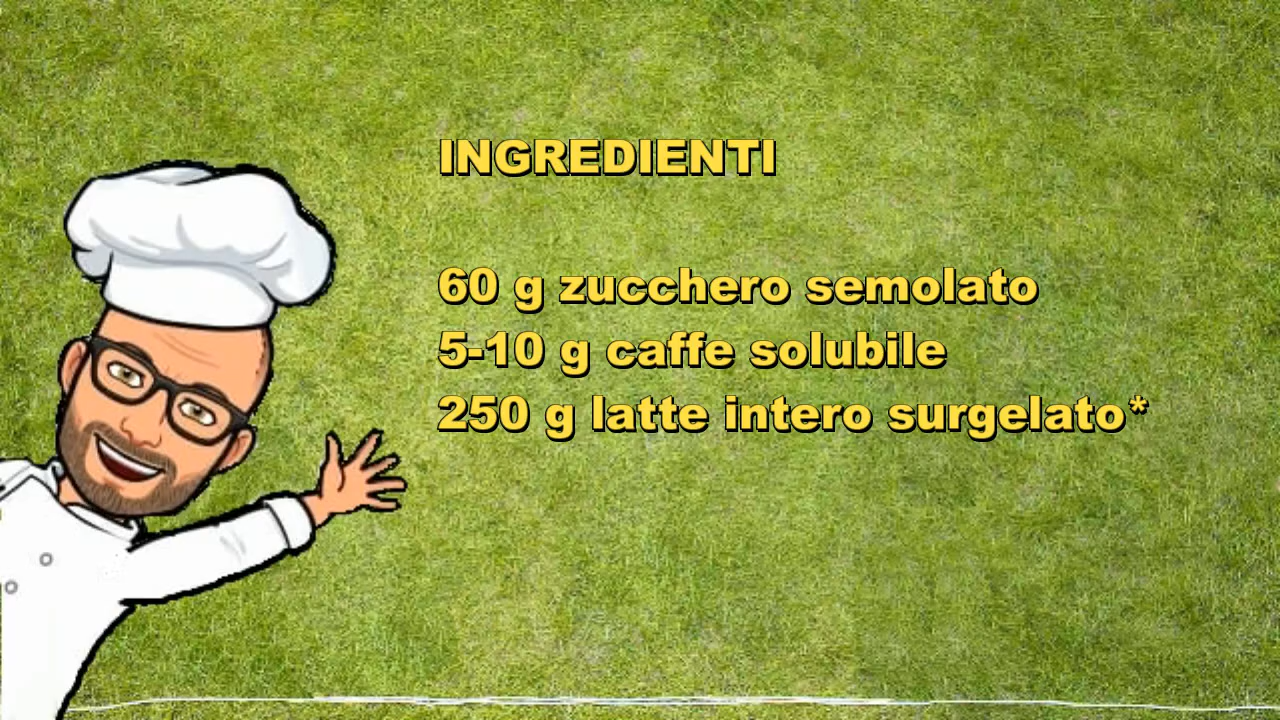 INGREDIENTI
60 g zucchero semolato
5-10 g caffe solubile
250 g latte intero surgelato*